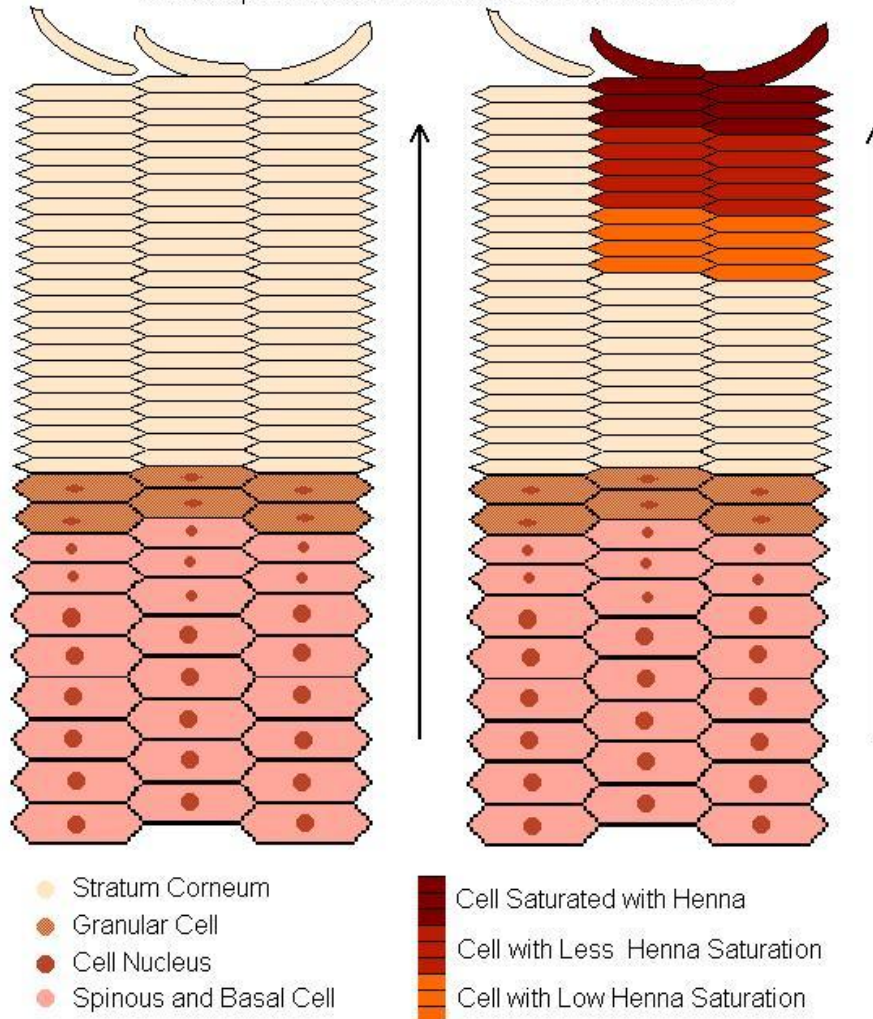 Stratum Corneum
Granular Cell
Cell Nucleus
Spinous and Basal Cell
Cell Saturated with Henna
Cell with Less Henna Saturation
Cell with Low Henna Saturation